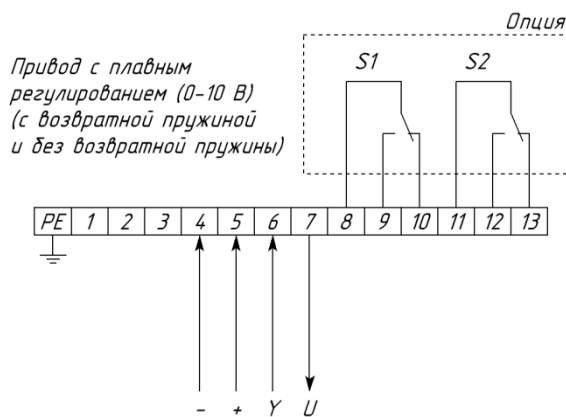 Опция
Привод с плавным
регулированием (0-10 В)
(с возвратной пружиной
и без возвратной пружины)
S1 S2
PE 1 2 3 4 5 6 7 8 9 10 11 12 13
- + Y U